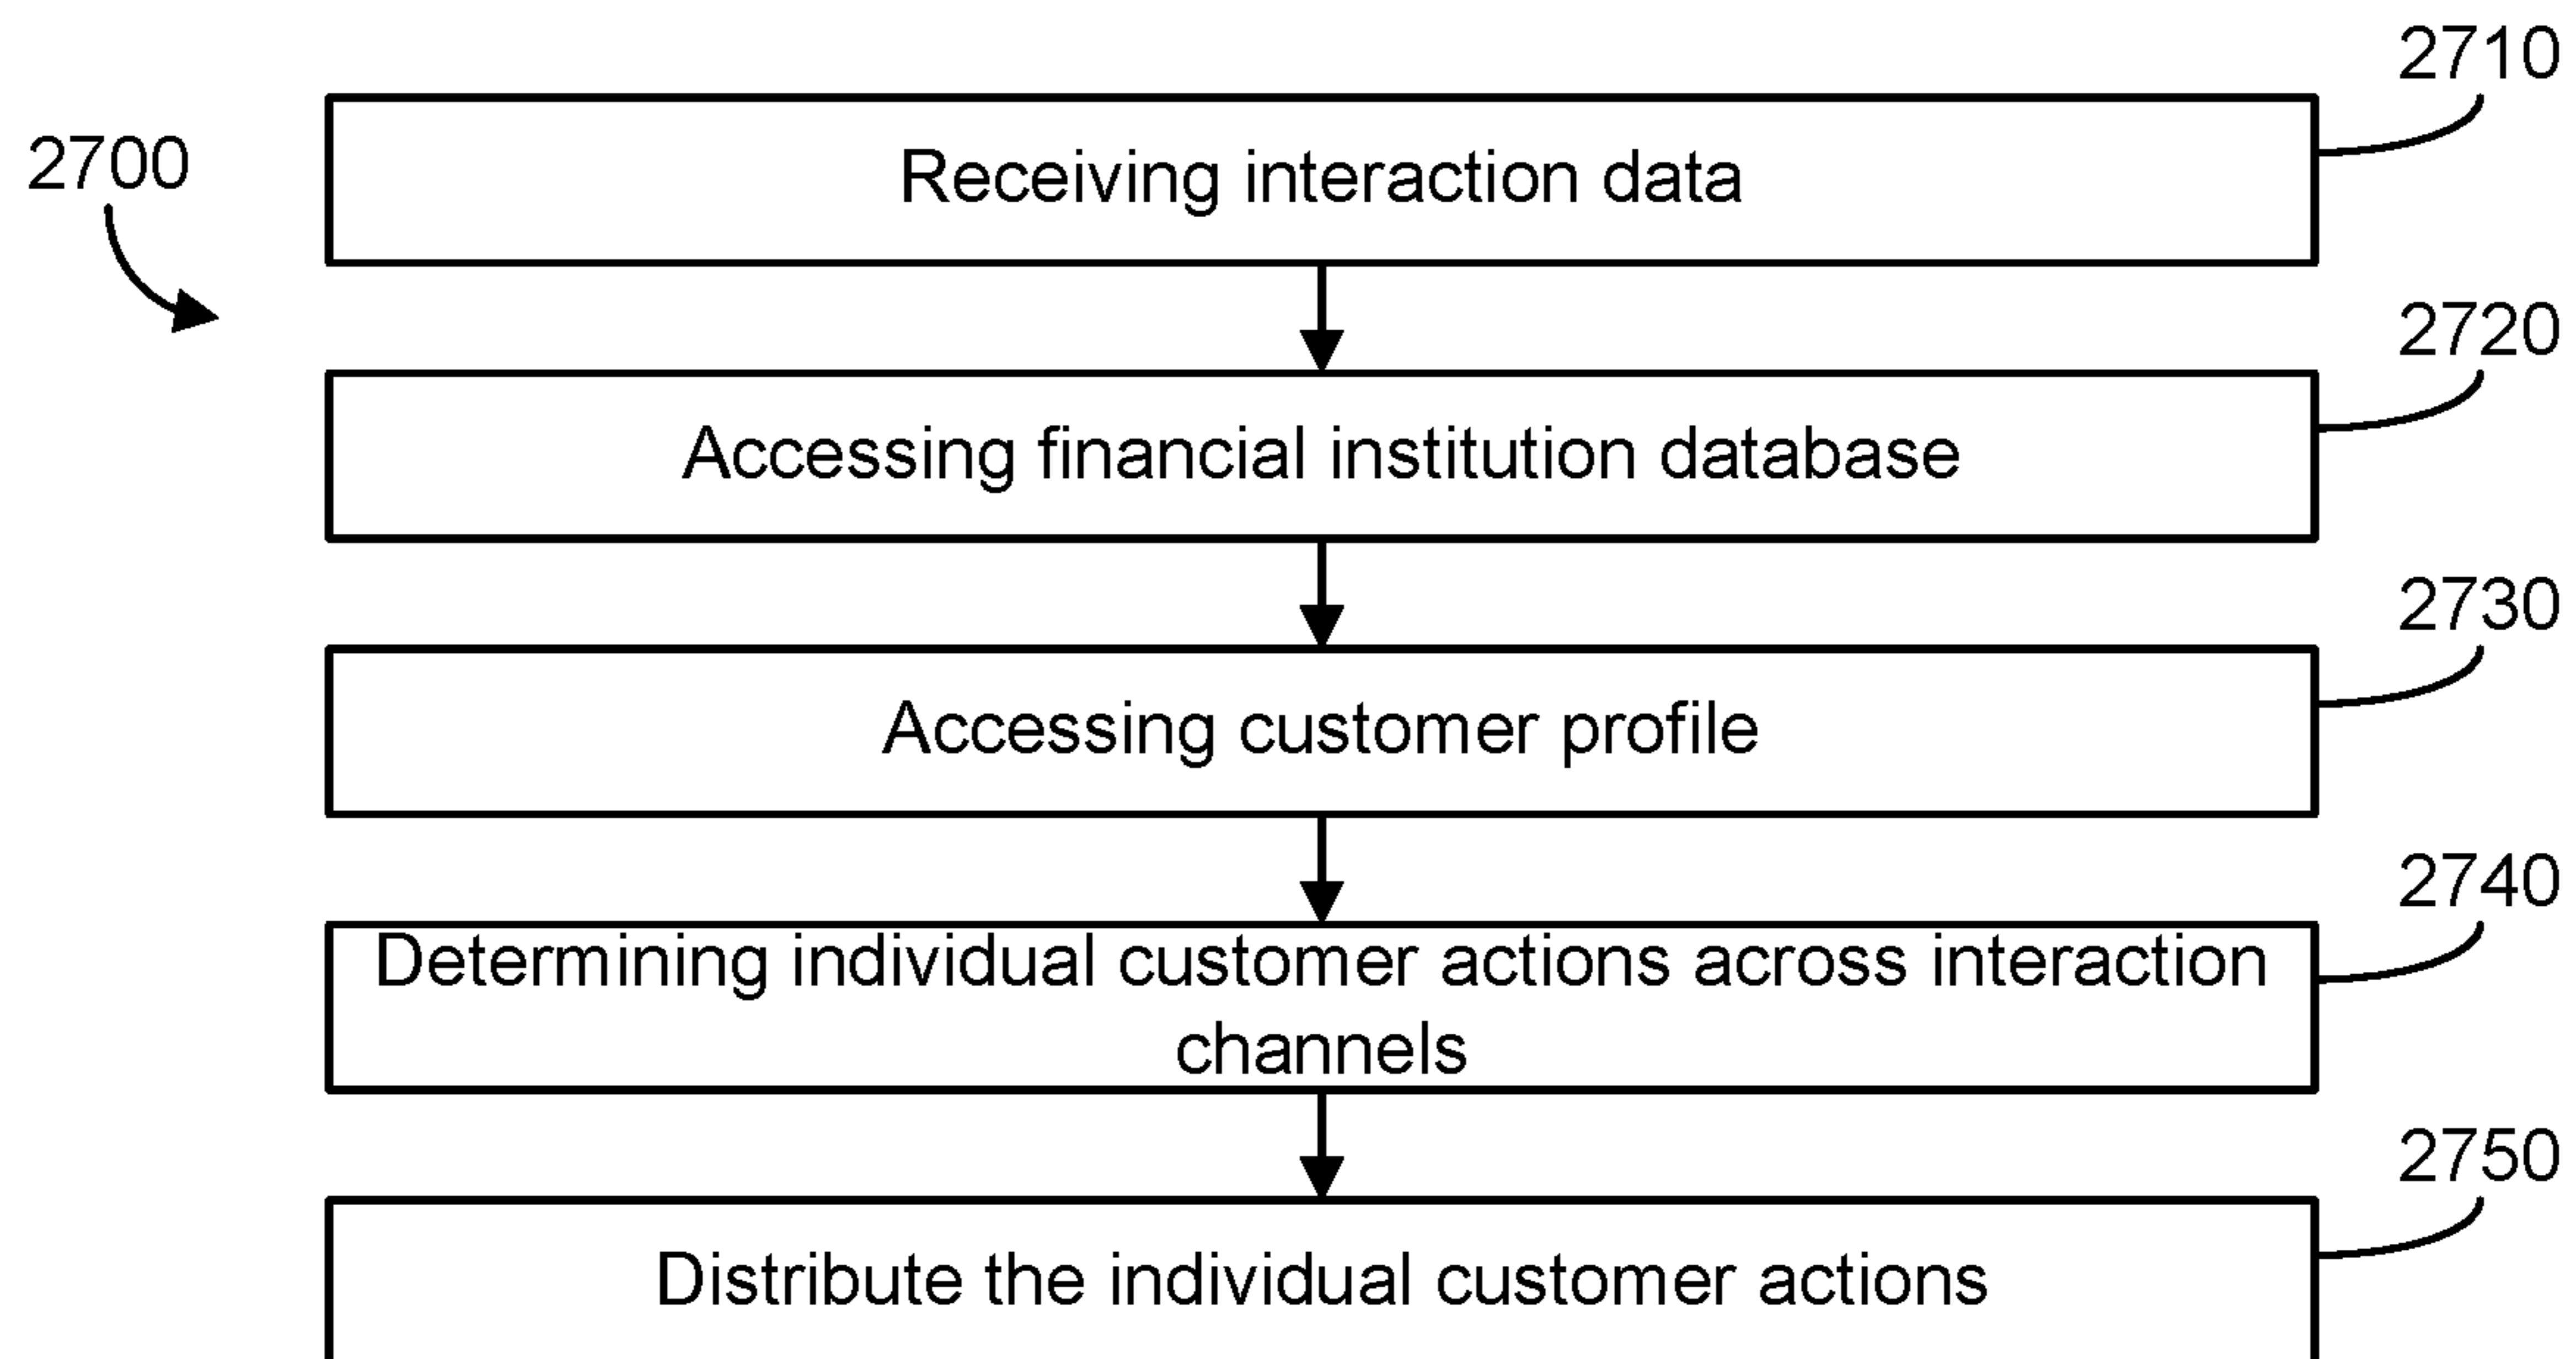 2710
2700
Receiving interaction data
2720
Accessing financial institution database
2730
Accessing customer profile
2740
Determining individual customer actions across interaction
channels
2750
Distribute the individual customer actions